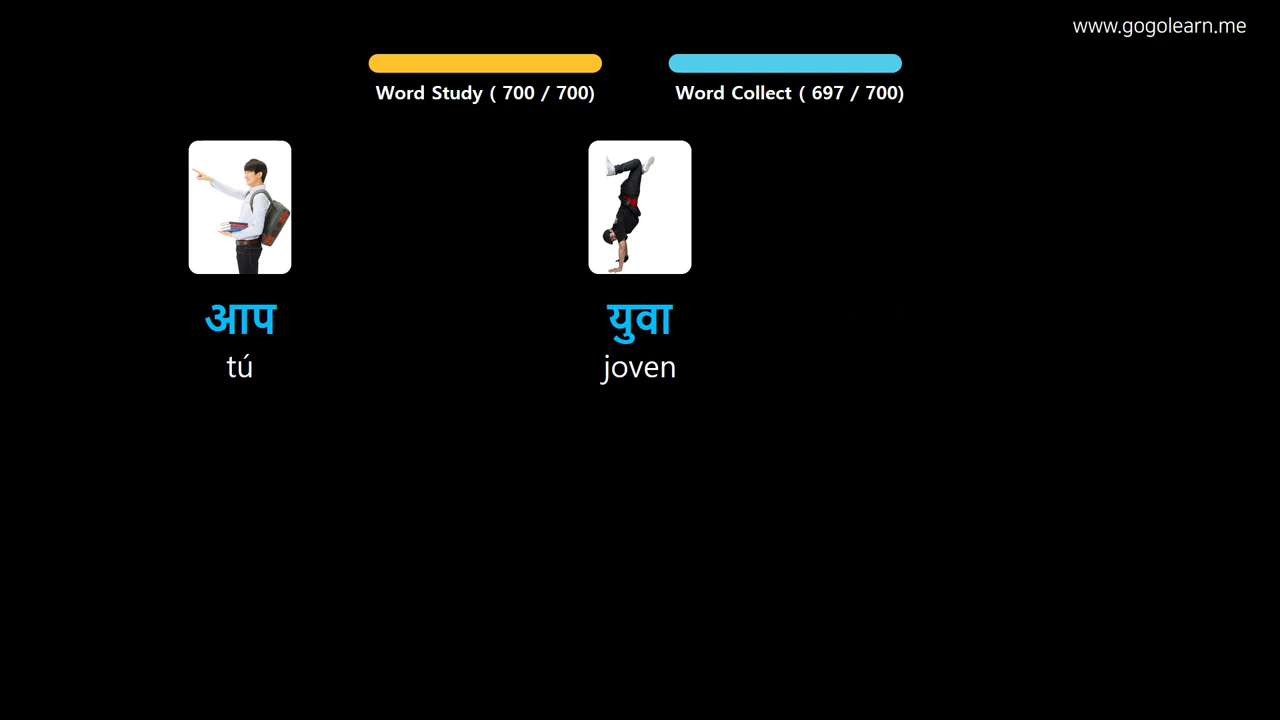 www.gogolearn.me
Word Study ( 700 / 700)
Word Collect ( 697 / 700)
आप
tú
युवा
joven